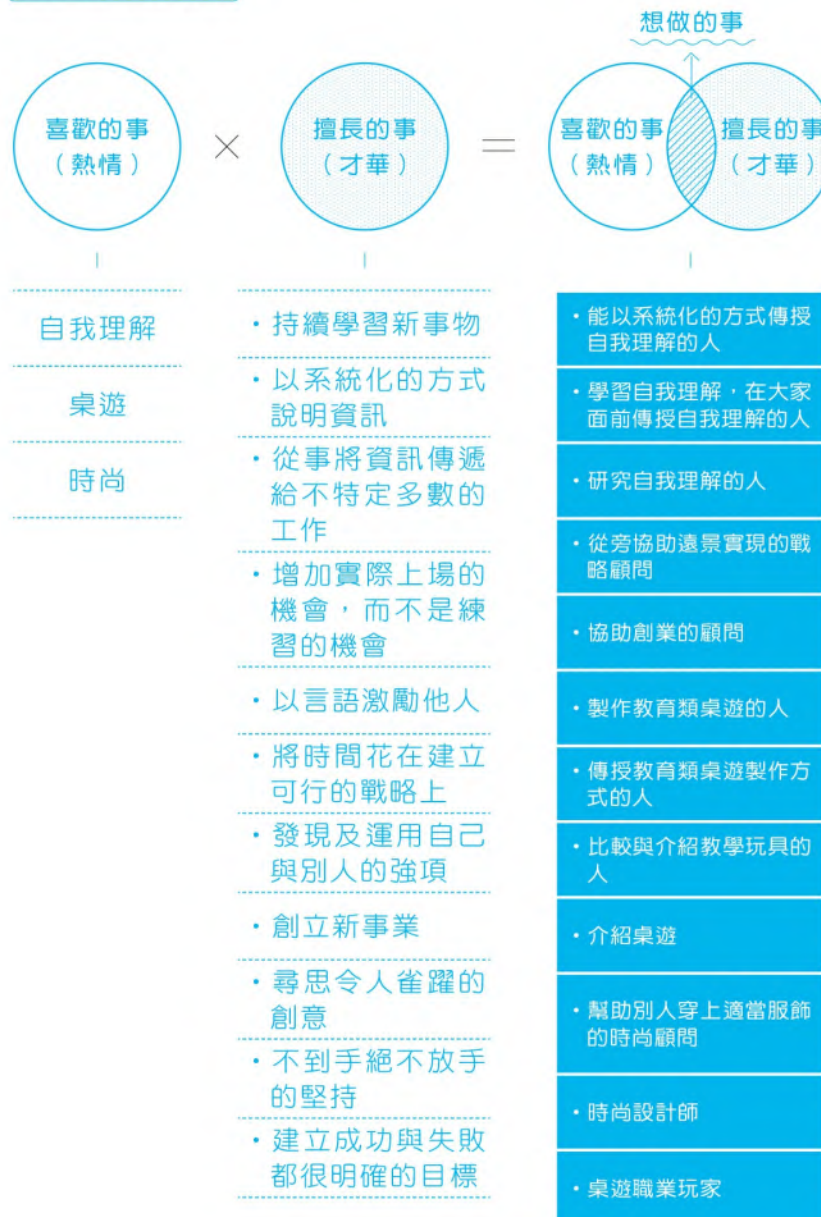 想做的事
喜歡的事
(熱情)
×
擅長的事
(才華)
=
喜歡的事
(熱情)
擅長的事
(才華)
自我理解
桌遊
時尚
・持續學習新事物
・以系統化的方式
說明資訊
・從事將資訊傳遞
給不特定多數的
工作
・增加實際上場的
機會，而不是練
習的機會
・以言語激勵他人
・將時間花在建立
可行的戰略上
・發現及運用自己
與別人的強項
・創立新事業
・尋思令人雀躍的
創意
・不到手絕不放手
的堅持
・建立成功與失敗
都很明確的目標
・能以系統化的方式傳授
自我理解的人
・學習自我理解，在大家
面前傳授自我理解的人
・研究自我理解的人
・從旁協助遠景實現的戰
略顧問
・協助創業的顧問
・製作教育類桌遊的人
・傳授教育類桌遊製作方
式的人
・比較與介紹教學玩具的
人
・介紹桌遊
・幫助別人穿上適當服飾
的時尚顧問
・時尚設計師
・桌遊職業玩家